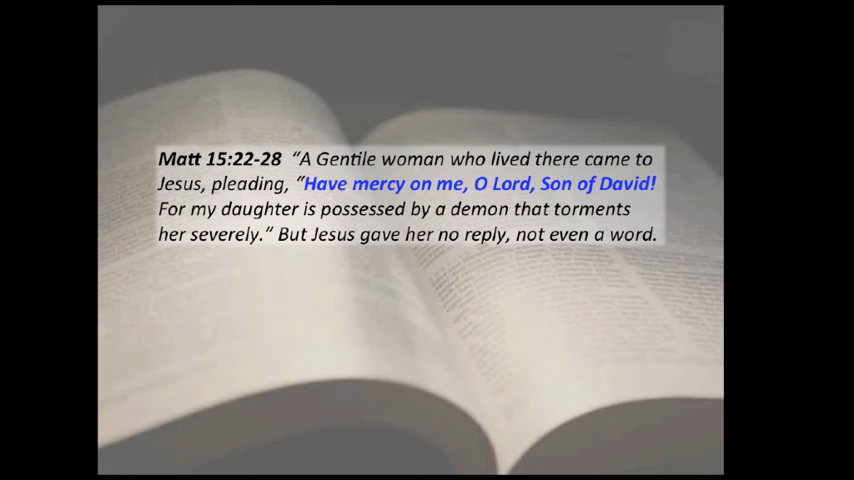 Matt 15:22-28 “A Gentile woman who lived there came to
Jesus, pleading, “Have mercy on me, O Lord, Son of David!
For my daughter is possessed by a demon that torments
her severely.” But Jesus gave her no reply, not even a word.